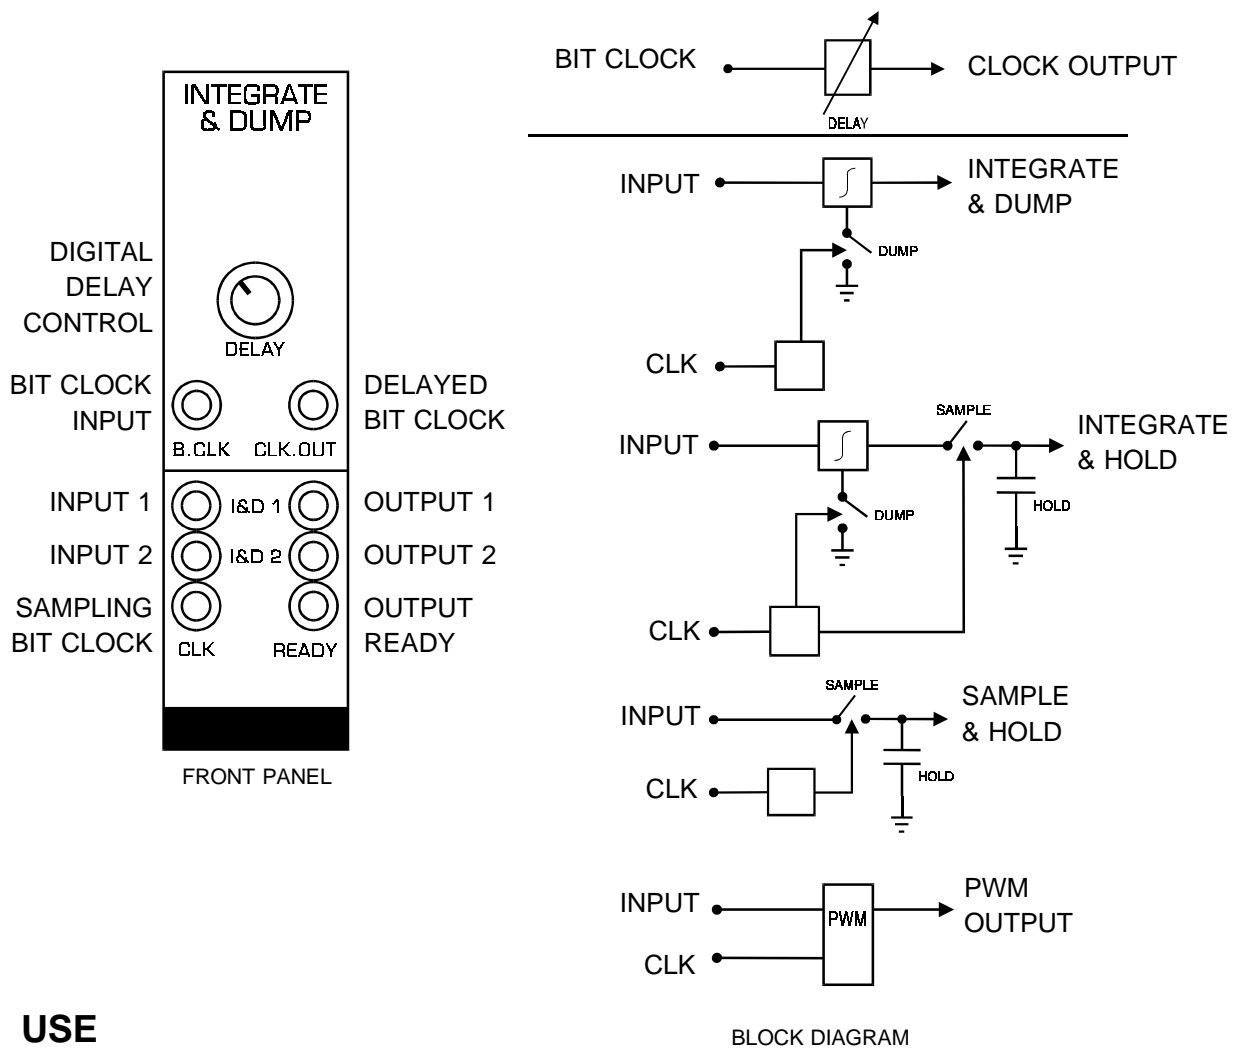 INTEGRATE
& DUMP
DIGITAL
DELAY
CONTROL
DELAY
BIT CLOCK
INPUT
DELAYED
BIT CLOCK
B.CLK CLK.OUT
INPUT 1 I&D 1 OUTPUT 1
INPUT 2 I&D 2 OUTPUT 2
SAMPLING
BIT CLOCK
OUTPUT
READY
CLK READY
FRONT PANEL
BIT CLOCK CLOCK OUTPUT
DELAY
INPUT INTEGRATE
& DUMP
DUMP
CLK
SAMPLE
INPUT INTEGRATE
& HOLD
HOLD
DUMP
CLK
SAMPLE
INPUT SAMPLE
& HOLD
HOLD
CLK
INPUT PWM
OUTPUT
PWM
CLK
BLOCK DIAGRAM
USE